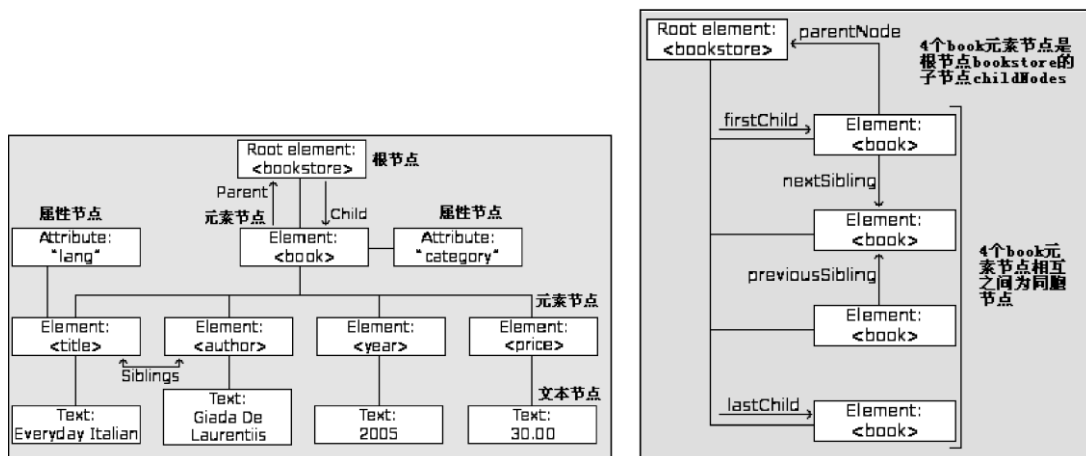 Root element:
<bookstore>
根节点
Parent
Child
元素节点
属性节点
Attribute:
"lang"
Element:
<book>
属性节点
Attribute:
"category"
元素节点
Element:
<title>
Element:
<author>
Element:
<year>
Element:
<price>
Siblings
文本节点
Text:
Everyday Italian
Text:
Giada De
Laurentiis
Text:
2005
Text:
30.00
Root element:
<bookstore>
parentNode
4个book元素节点是
根节点bookstore的
子节点childNodes
firstChild
Element:
<book>
nextSibling
Element:
<book>
previousSibling
4个book元
素节点相互
之间为同胞
节点
Element:
<book>
lastChild
Element:
<book>